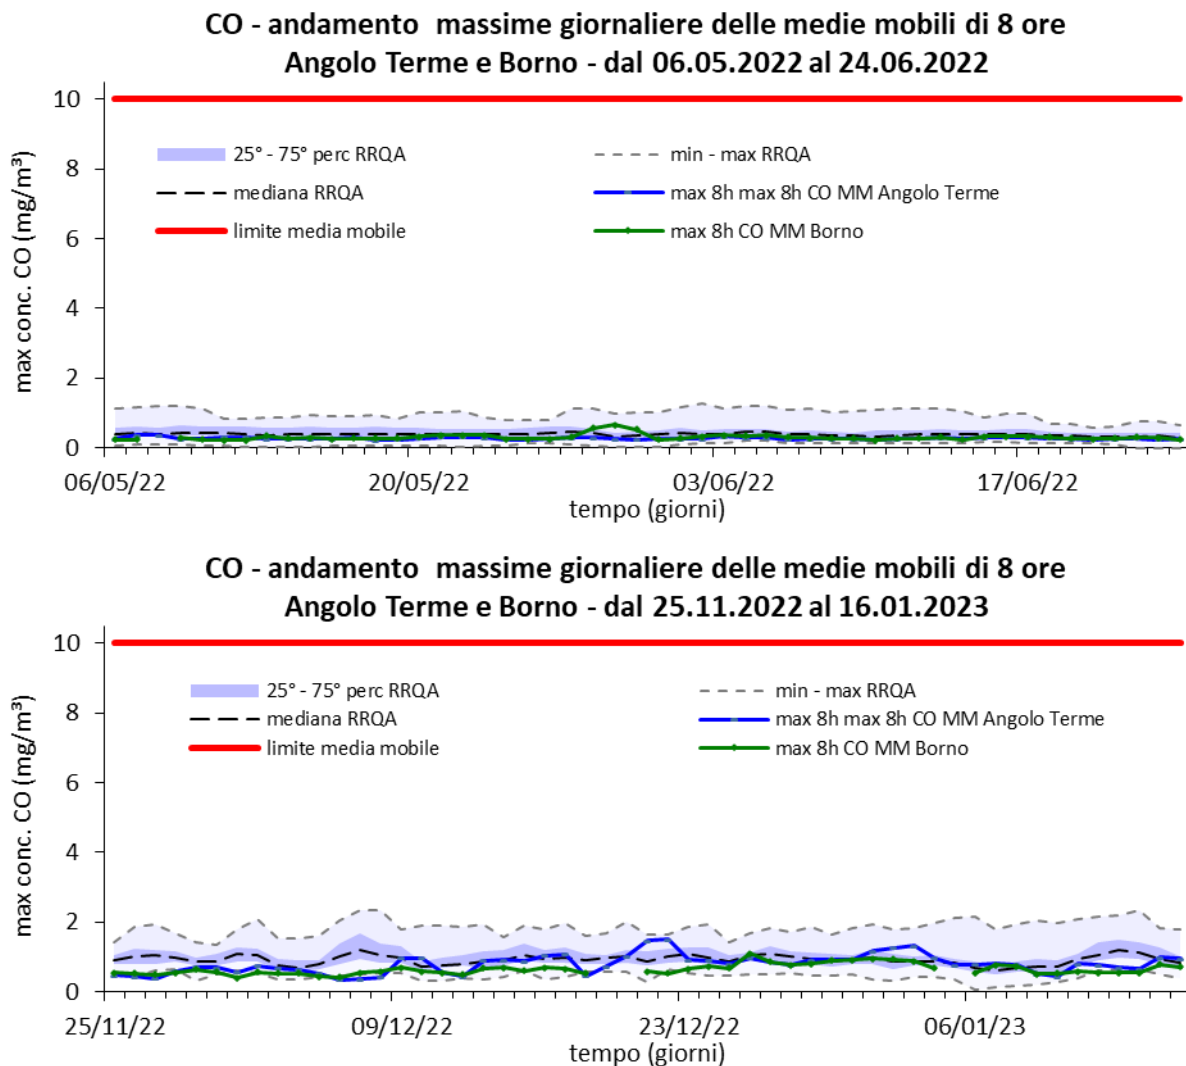 CO - andamento  massime giornaliere delle medie mobili di 8 ore
Angolo Terme e Borno - dal 06.05.2022 al 24.06.2022
max conc. CO (mg/m³)
10
8
6
4
2
0
25° - 75° perc RRQA
min - max RRQA
mediana RRQA
max 8h max 8h CO MM Angolo Terme
limite media mobile
max 8h CO MM Borno
06/05/22
20/05/22
03/06/22
17/06/22
tempo (giorni)
CO - andamento  massime giornaliere delle medie mobili di 8 ore
Angolo Terme e Borno - dal 25.11.2022 al 16.01.2023
max conc. CO (mg/m³)
10
8
6
4
2
0
25° - 75° perc RRQA
min - max RRQA
mediana RRQA
max 8h max 8h CO MM Angolo Terme
limite media mobile
max 8h CO MM Borno
25/11/22
09/12/22
23/12/22
06/01/23
tempo (giorni)